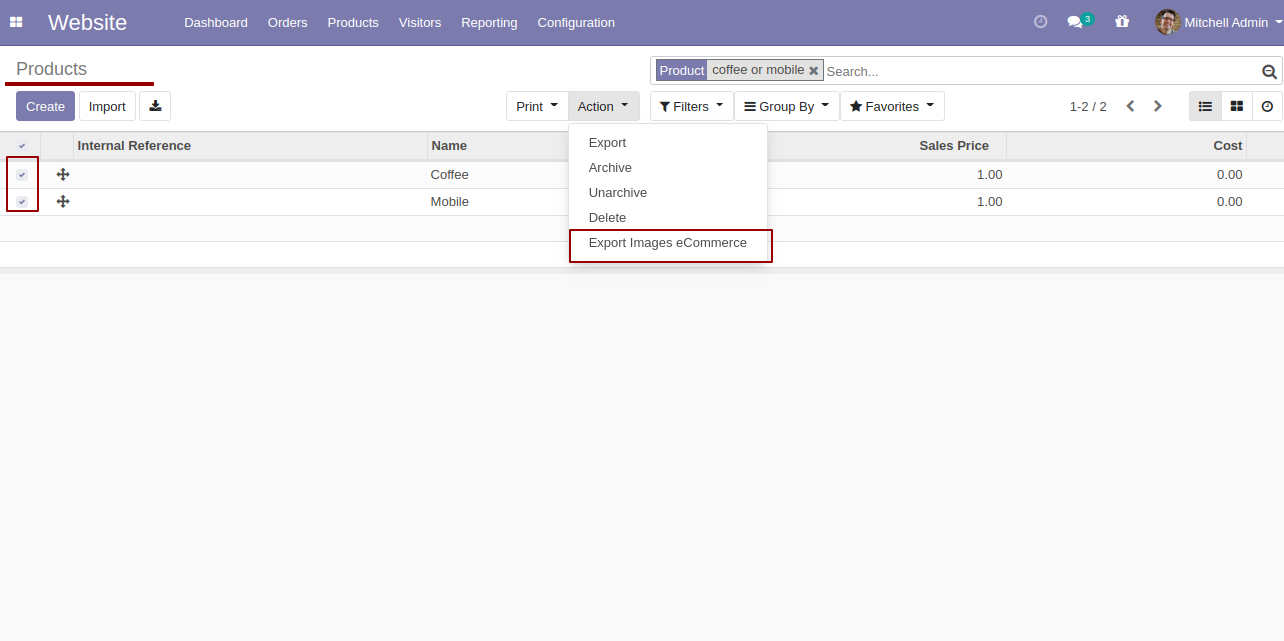 Website Dashboard Orders Products Visitors Reporting Configuration 3 Mitchell Admin
Products Product coffee or mobile Search...
Create Import Print Action Filters Group By Favorites 1-2 / 2
Internal Reference Name Sales Price Cost
Coffee 1.00 0.00
Mobile 1.00 0.00
Export
Archive
Unarchive
Delete
Export Images eCommerce